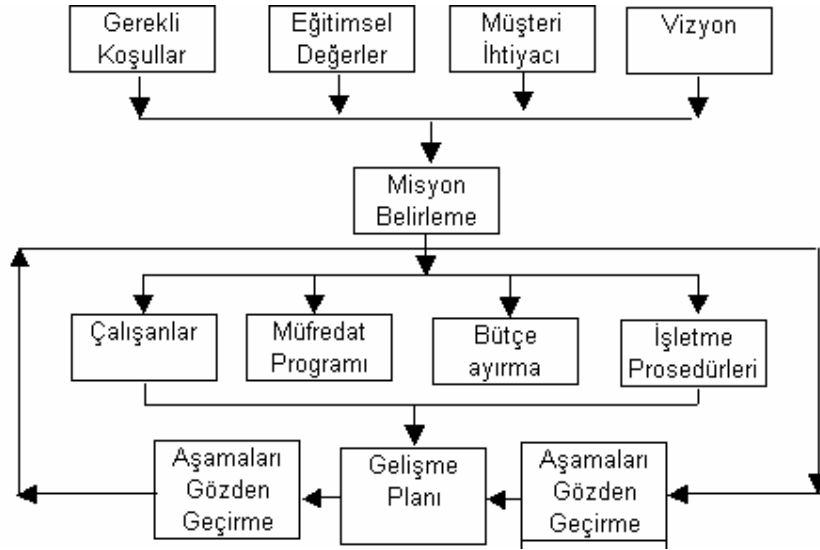 Gerekli
Koşullar
Eğitimsel
Değerler
Müşteri
İhtiyacı
Vizyon
Misyon
Belirleme
Çalışanlar
Müfredat
Programı
Bütçe
ayırma
İşletme
Prosedürleri
Aşamaları
Gözden
Geçirme
Gelişme
Planı
Aşamaları
Gözden
Geçirme